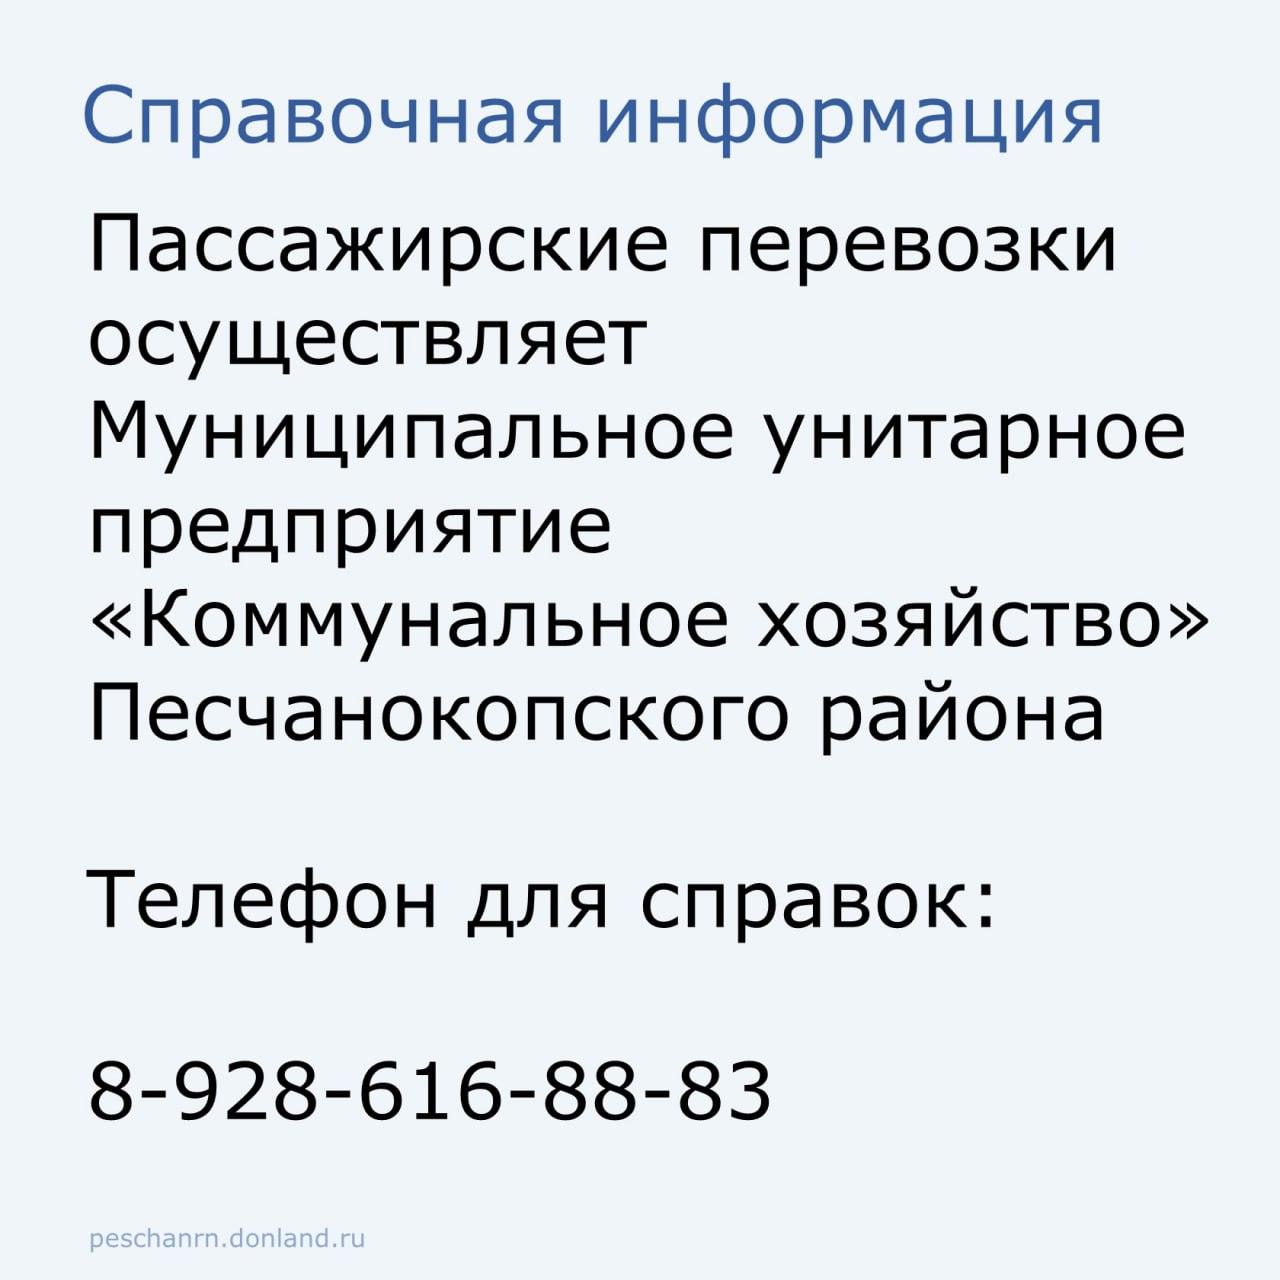 Справочная информация
Пассажирские перевозки
осуществляет
Муниципальное унитарное
предприятие
«Коммунальное хозяйство»
Песчанокопского района
Телефон для справок:
8-928-616-88-83
peschanrn.donland.ru